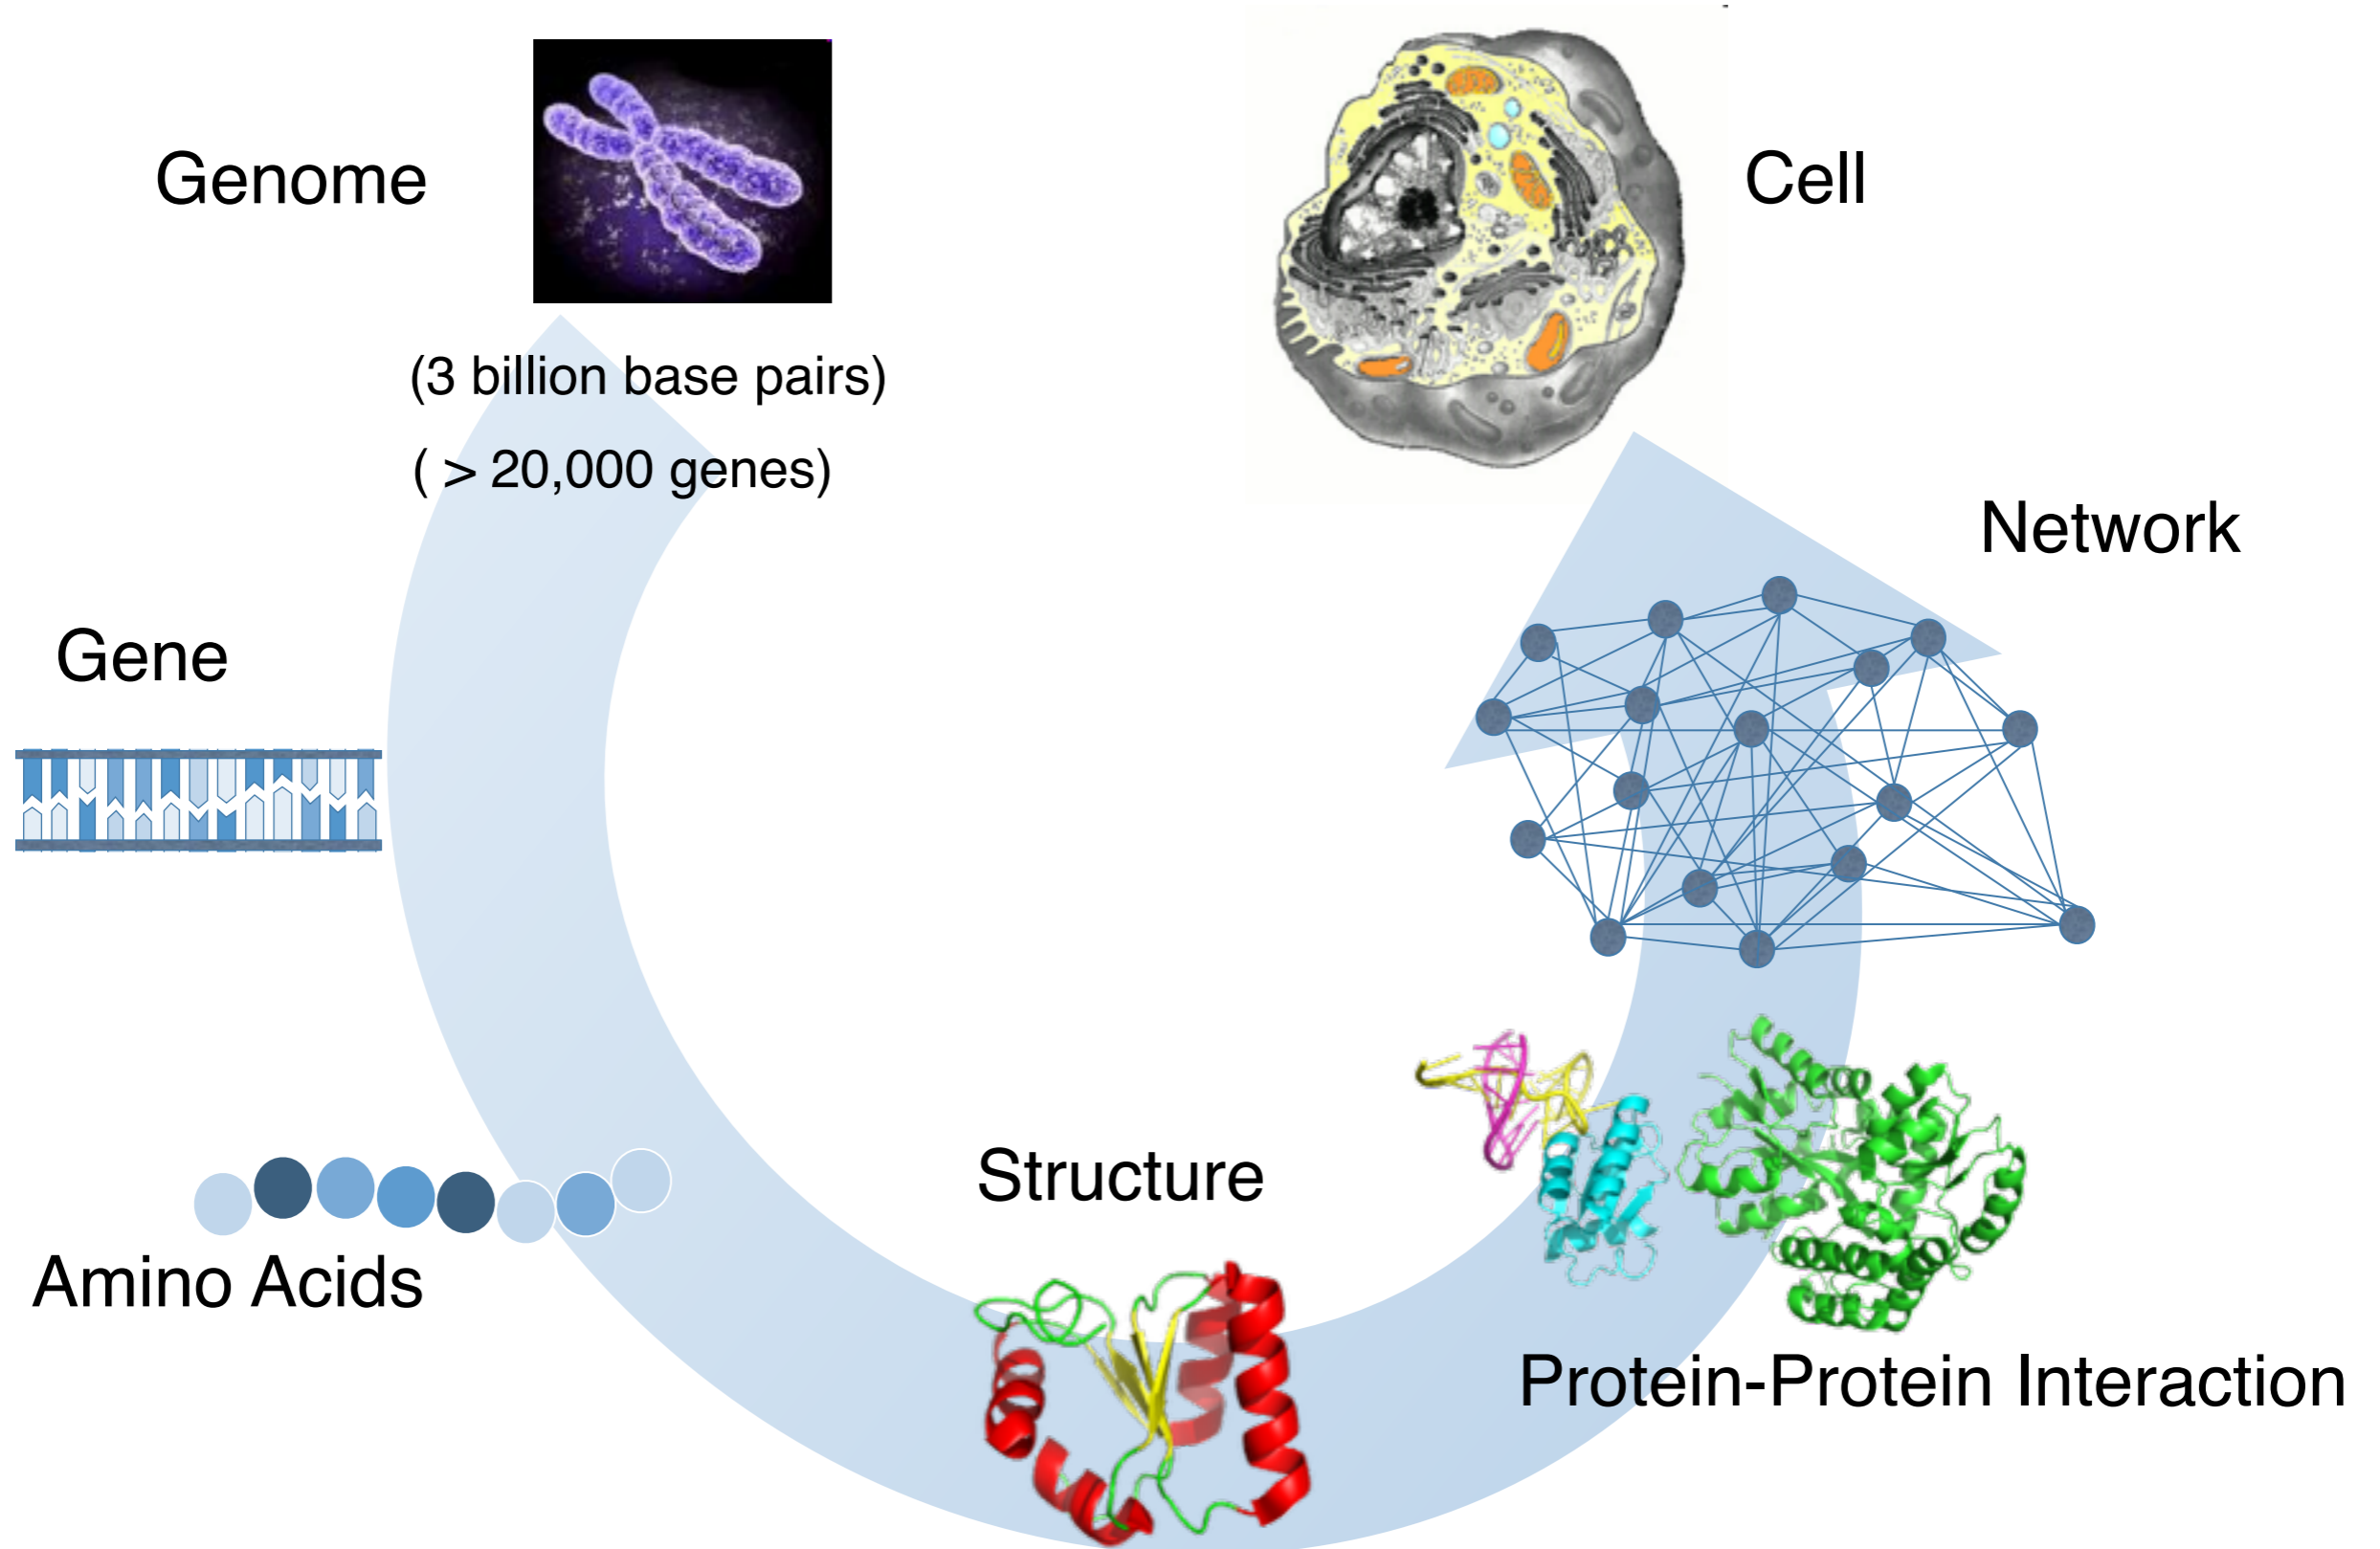 Genome
(3 billion base pairs)
( > 20,000 genes)
Gene
Amino Acids
Structure
Protein-Protein Interaction
Network
Cell